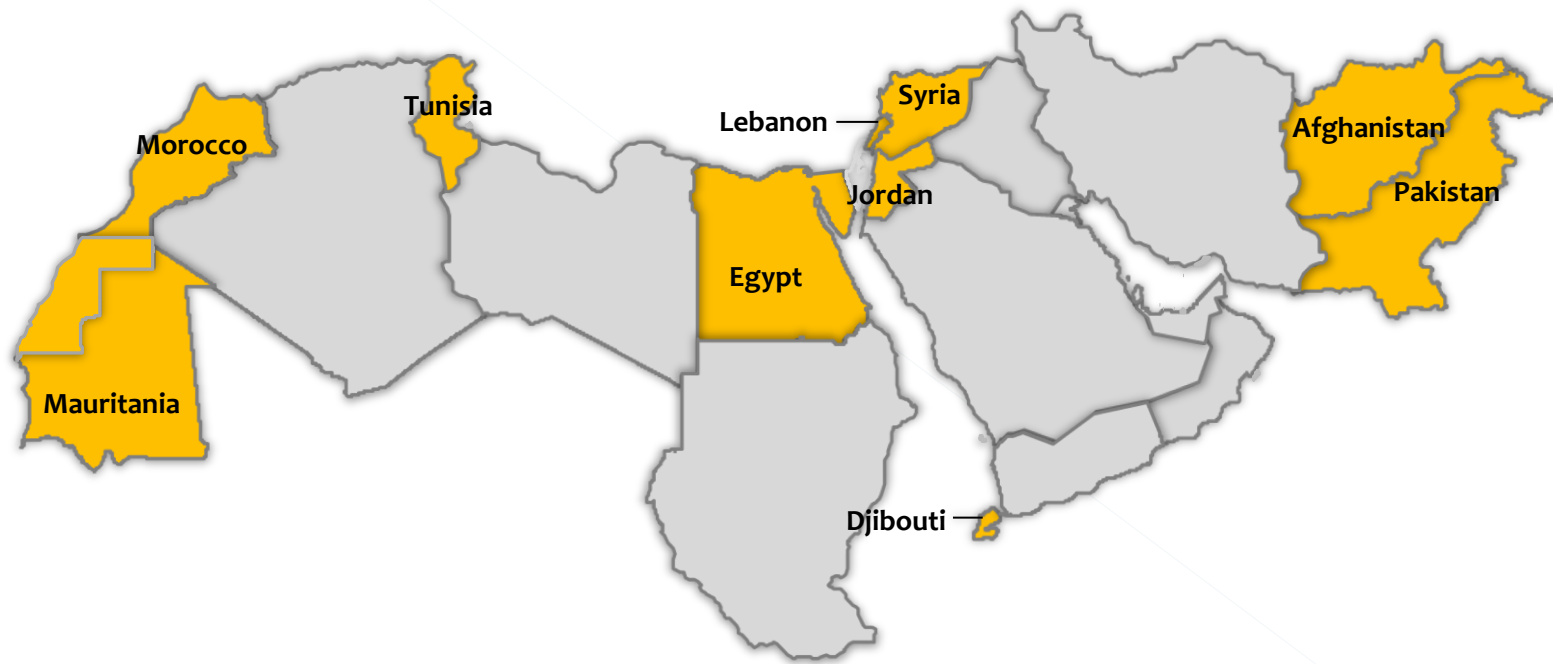 Syria
Tunisia
Lebanon
Afghanistan
Morocco
Pakistan
Jordan
Egypt
Mauritania
Djibouti